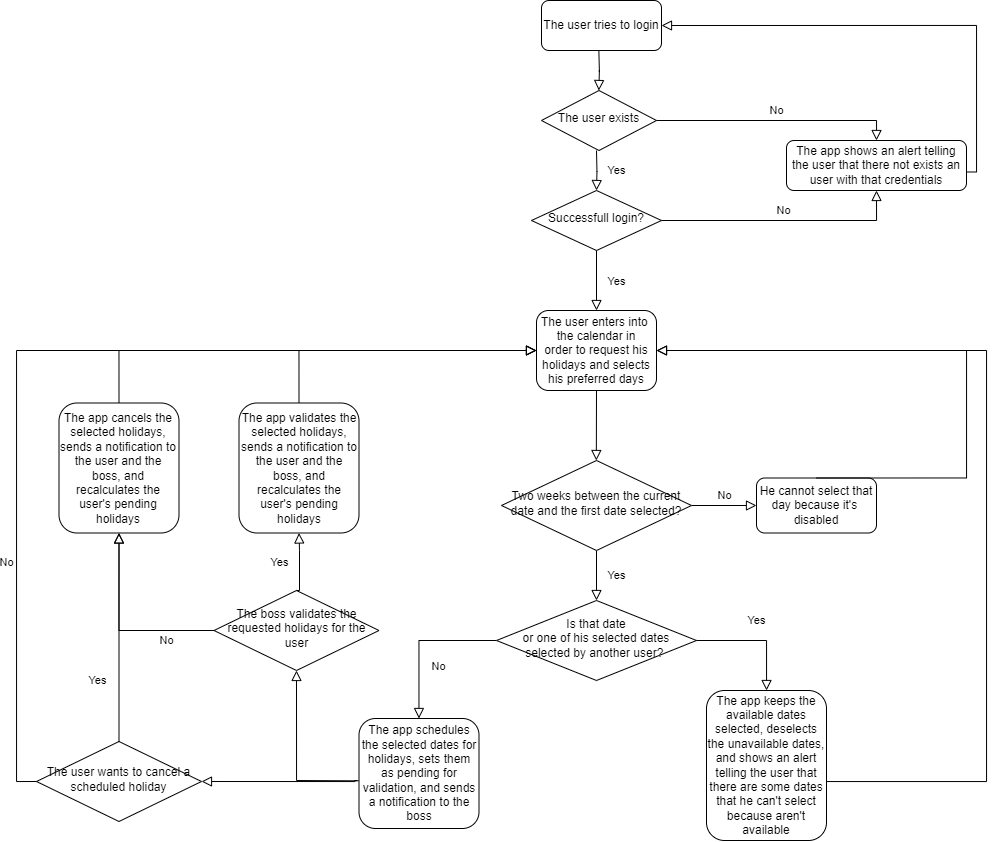 The user tries to login
The user exists
No
The app shows an alert telling
the user that there not exists an
user with that credentials
Yes
Successfull login?
No
Yes
The user enters into
the calendar in
order to request his
holidays and selects
his preferred days
The app cancels the
selected holidays,
sends a notification to
the user and the
boss, and
recalculates the
user's pending
holidays
The app validates the
selected holidays,
sends a notification to
the user and the
boss, and
recalculates the
user's pending
holidays
Two weeks between the current
date and the first date selected?
No
He cannot select that
day because it's
disabled
No
Yes
Yes
The boss validates the
requested holidays for the
user
No
Is that date
or one of his selected dates
selected by another user?
Yes
No
Yes
The app schedules
the selected dates for
holidays, sets them
as pending for
validation, and sends
a notification to the
boss
The app keeps the
available dates
selected, deselects
the unavailable dates,
and shows an alert
telling the user that
there are some dates
that he can't select
because aren't
available
The user wants to cancel a
scheduled holiday